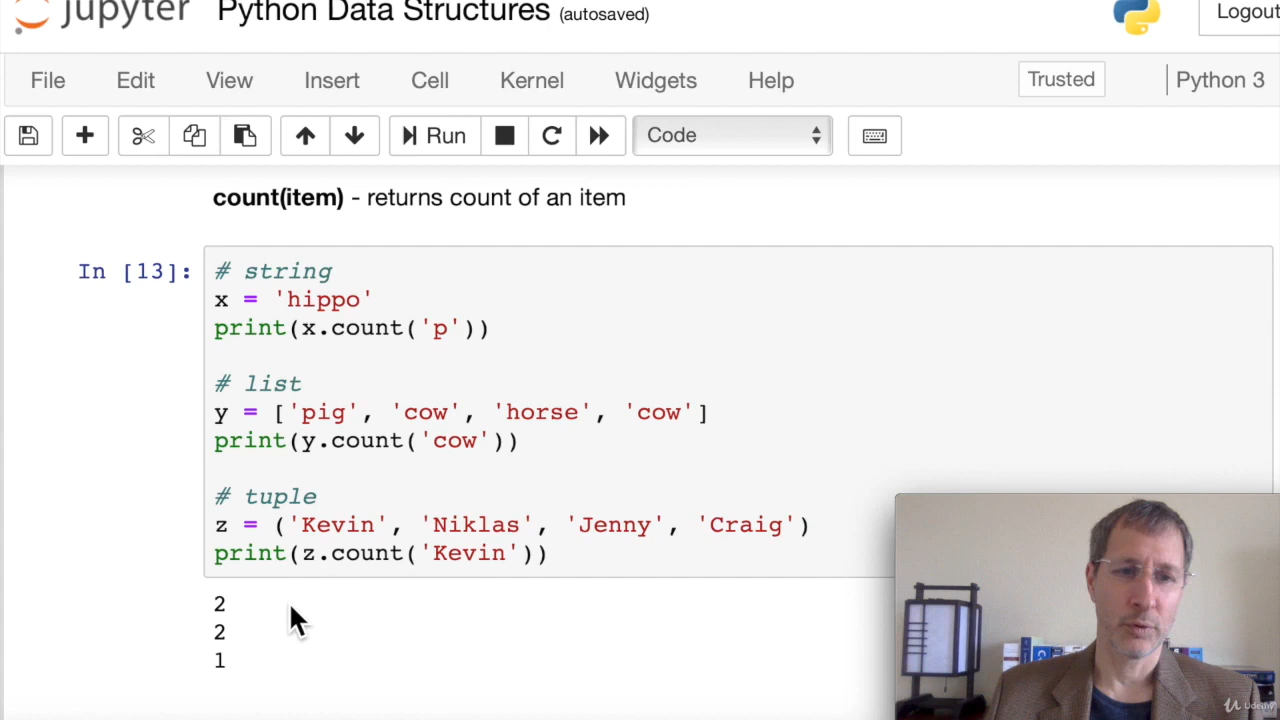 jupyter Python Data Structures (autosaved) Logout
File Edit View Insert Cell Kernel Widgets Help Trusted Python 3
Run Code
count(item) - returns count of an item
In [13]: # string
x = 'hippo'
print(x.count('p'))
# list
y = ['pig', 'cow', 'horse', 'cow']
print(y.count('cow'))
# tuple
z = ('Kevin', 'Niklas', 'Jenny', 'Craig')
print(z.count('Kevin'))
2
2
1
Udemy